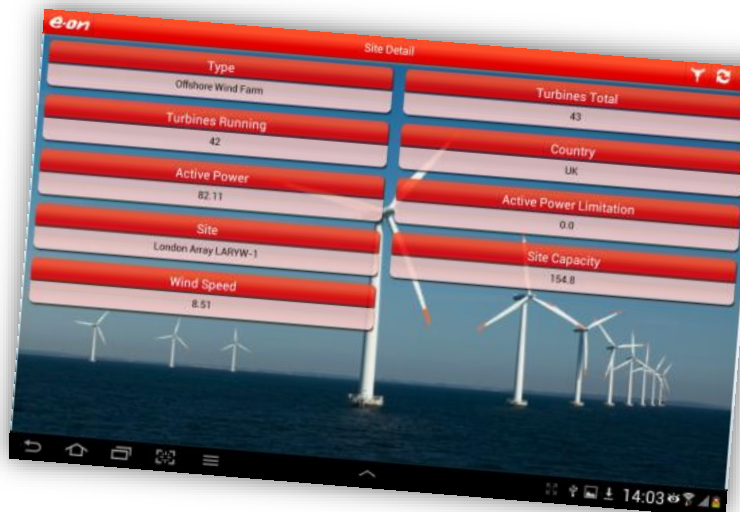 e·on
Site Detail
Type
Offshore Wind Farm
Turbines Total
43
Turbines Running
42
Country
UK
Active Power
82.11
Active Power Limitation
0.0
Site
London Array LARYW-1
Site Capacity
154.8
Wind Speed
8.51
14:03